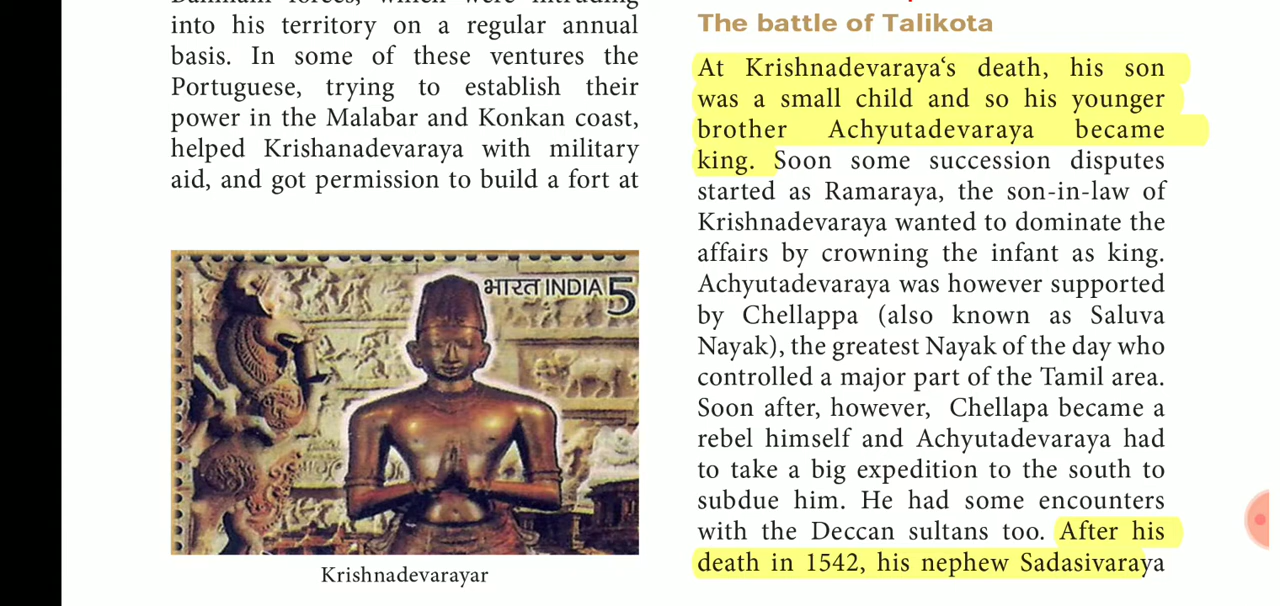 Bahmani forces, which were intruding
into his territory on a regular annual
basis. In some of these ventures the
Portuguese, trying to establish their
power in the Malabar and Konkan coast,
helped Krishanadevaraya with military
aid, and got permission to build a fort at
भारत INDIA 5
Krishnadevarayar
The battle of Talikota
At Krishnadevaraya‘s death, his son
was a small child and so his younger
brother Achyutadevaraya became
king. Soon some succession disputes
started as Ramaraya, the son-in-law of
Krishnadevaraya wanted to dominate the
affairs by crowning the infant as king.
Achyutadevaraya was however supported
by Chellappa (also known as Saluva
Nayak), the greatest Nayak of the day who
controlled a major part of the Tamil area.
Soon after, however, Chellapa became a
rebel himself and Achyutadevaraya had
to take a big expedition to the south to
subdue him. He had some encounters
with the Deccan sultans too. After his
death in 1542, his nephew Sadasivaraya